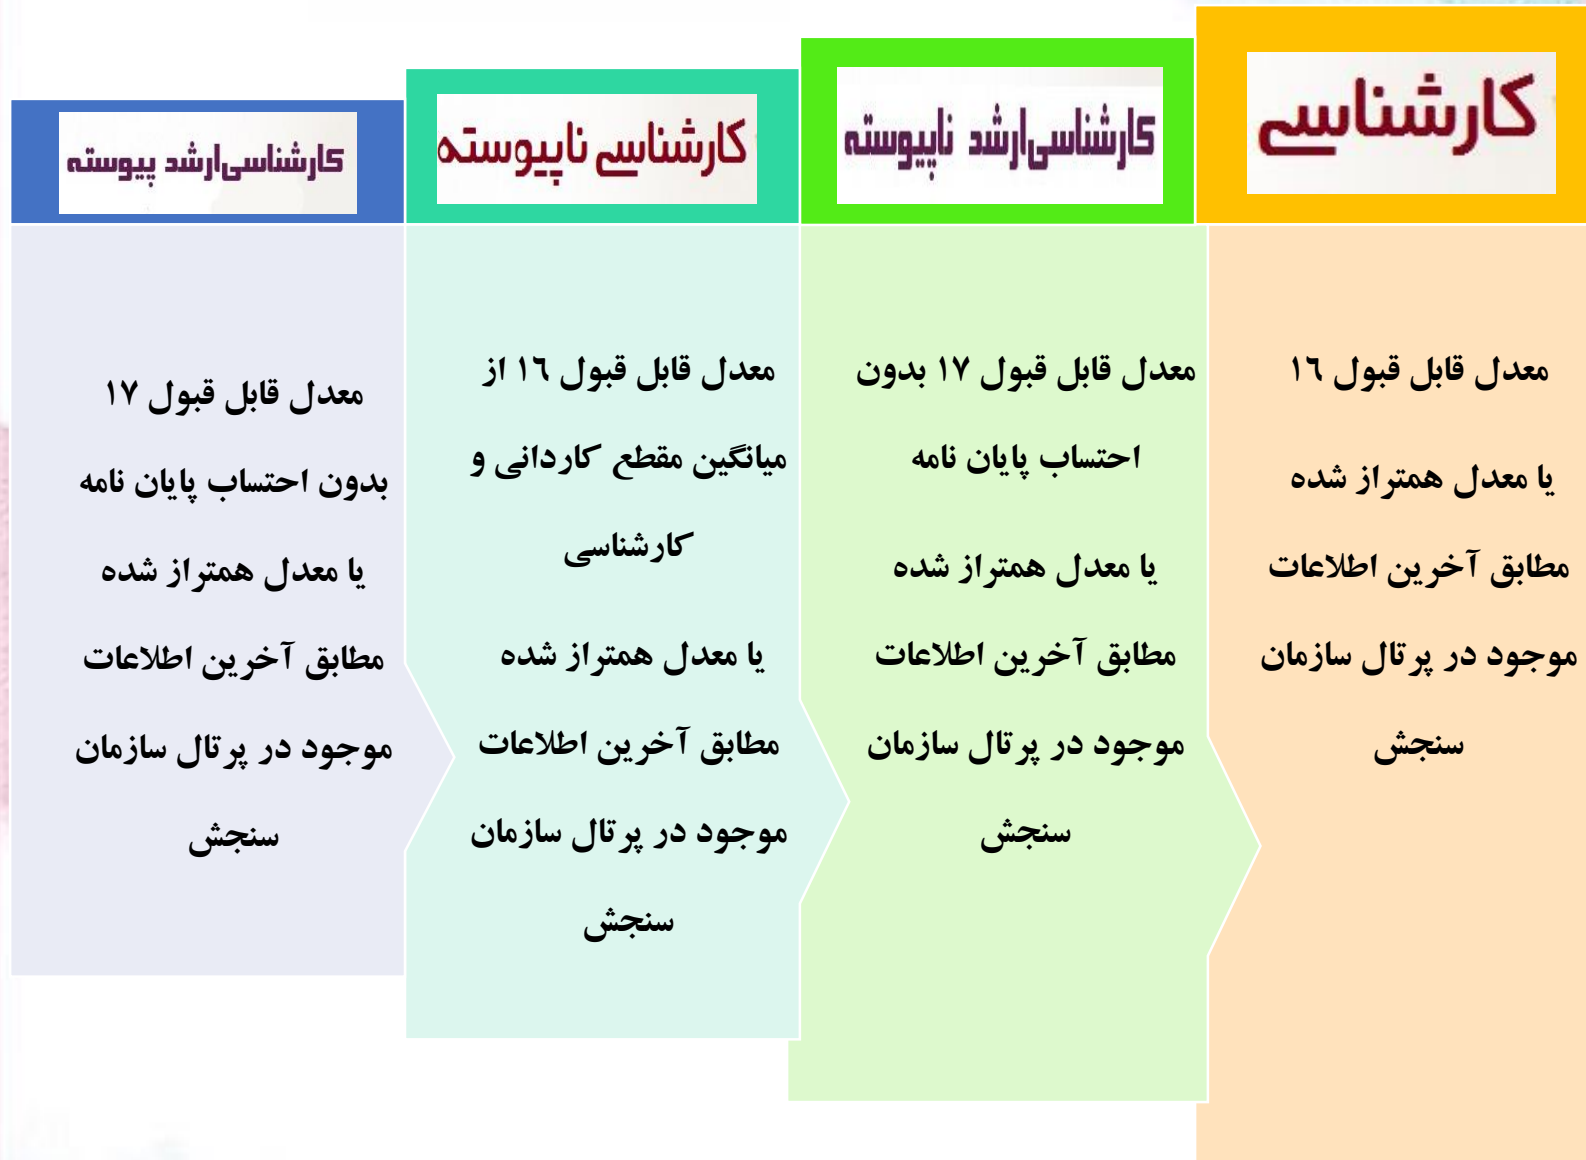 کارشناسی
معدل قابل قبول ۱۶
یا معدل همتراز شده
مطابق آخرین اطلاعات
موجود در پرتال سازمان
سنجش
کارشناسی‌ارشد ناپیوسته
معدل قابل قبول ۱۷ بدون
احتساب پایان نامه
یا معدل همتراز شده
مطابق آخرین اطلاعات
موجود در پرتال سازمان
سنجش
کارشناسی ناپیوسته
معدل قابل قبول ۱۶ از
میانگین مقطع کاردانی و
کارشناسی
یا معدل همتراز شده
مطابق آخرین اطلاعات
موجود در پرتال سازمان
سنجش
کارشناسی‌ارشد پیوسته
معدل قابل قبول ۱۷
بدون احتساب پایان نامه
یا معدل همتراز شده
مطابق آخرین اطلاعات
موجود در پرتال سازمان
سنجش